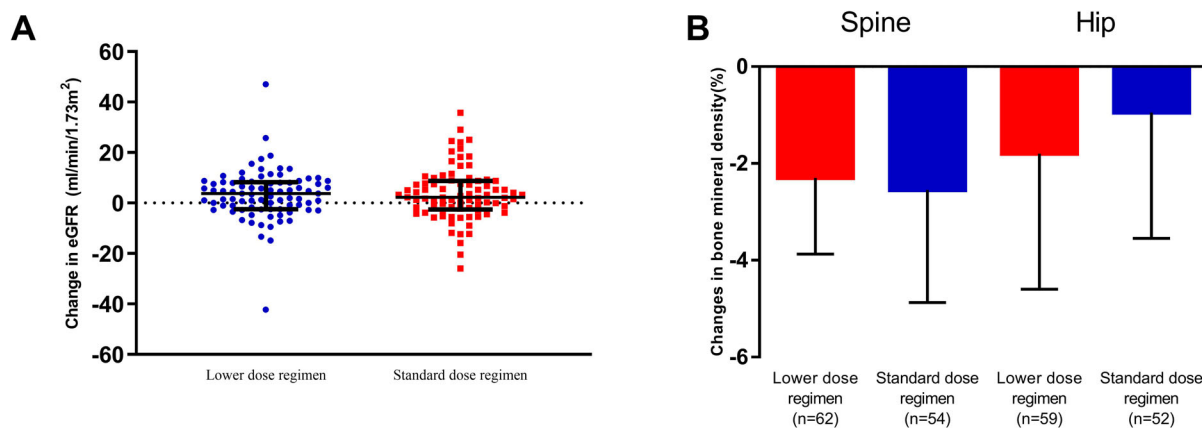 A
Change in eGFR (ml/min/1.73m²)
60
40
20
0
-20
-40
-60
Lower dose regimen
Standard dose regimen
B
Spine
Hip
Changes in bone mineral density(%)
0
-2
-4
-6
Lower dose
regimen
(n=62)
Standard dose
regimen
(n=54)
Lower dose
regimen
(n=59)
Standard dose
regimen
(n=52)